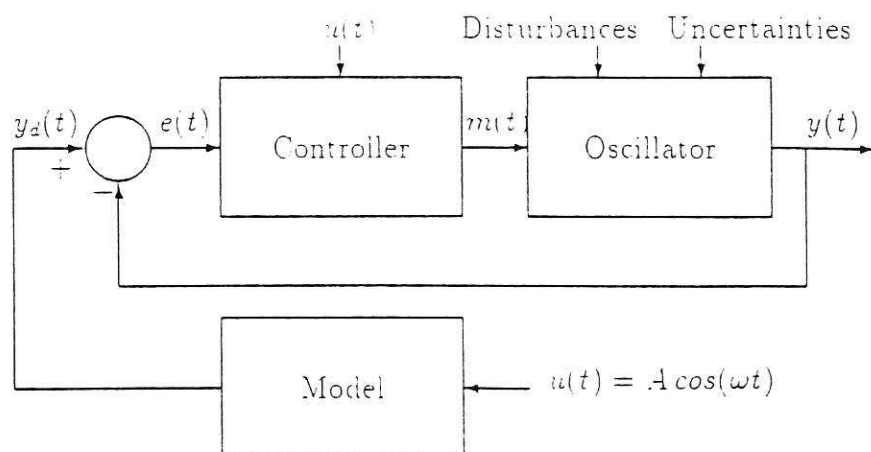 u(t)
Disturbances
Uncertainties
y_d(t)
e(t)
m(t)
y(t)
Controller
Oscillator
+
−
Model
u(t) = A cos(ωt)